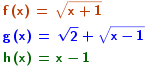 f(x) = √(x+1)
g(x) = √2 + √(x-1)
h(x) = x - 1